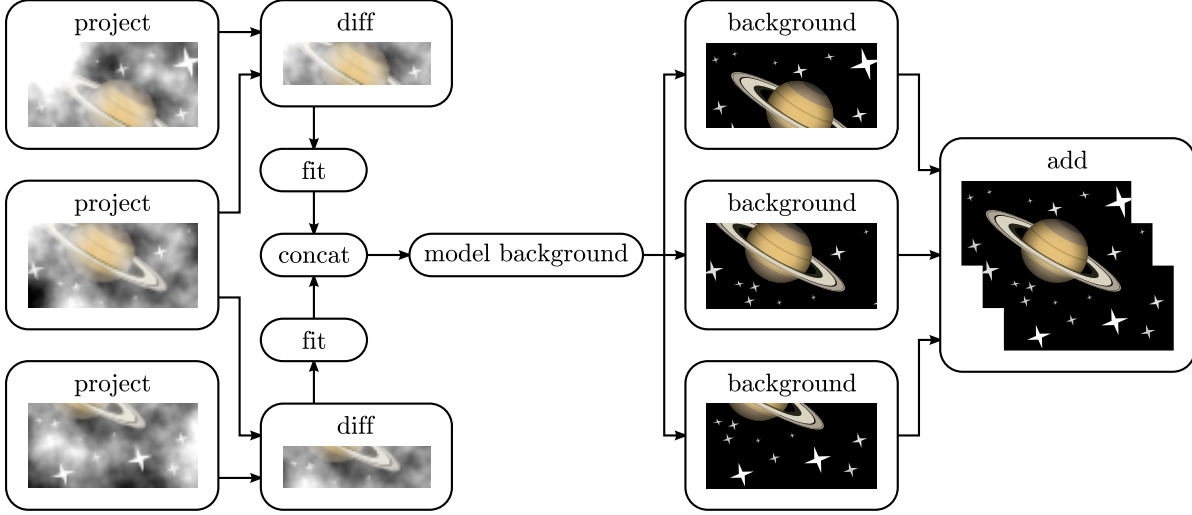 project
diff
background
fit
project
concat
model background
background
add
fit
project
diff
background